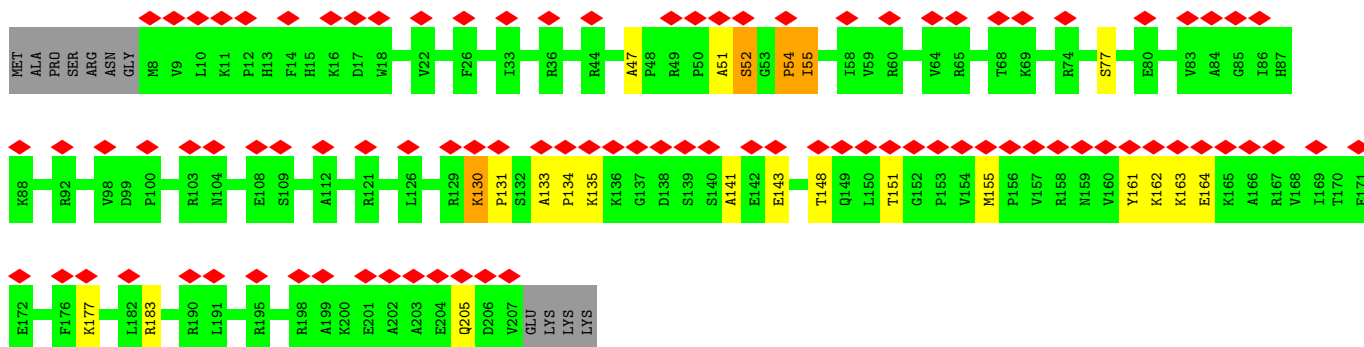 MET ALA PRO SER ARG ASN GLY M8 V9 L10 K11 P12 H13 F14 H15 K16 D17 W18 V22 F26 I33 R36 R44 A47 P48 R49 P50 A51 S52 G53 P54 I55 I58 V59 R60 V64 R65 T68 K69 R74 S77 E80 V83 A84 G85 I86 H87
K88 R92 V98 D99 P100 R103 N104 E108 S109 A112 R121 L126 R129 K130 P131 S132 A133 P134 K135 K136 G137 D138 S139 S140 A141 E142 E143 T148 Q149 L150 T151 G152 P153 V154 M155 P156 V157 R158 N159 V160 Y161 K162 K163 E164 K165 A166 R167 V168 I169 T170 E171
E172 F176 K177 L182 R183 R190 L191 R195 R198 A199 K200 E201 A202 A203 E204 Q205 D206 V207 GLU LYS LYS LYS